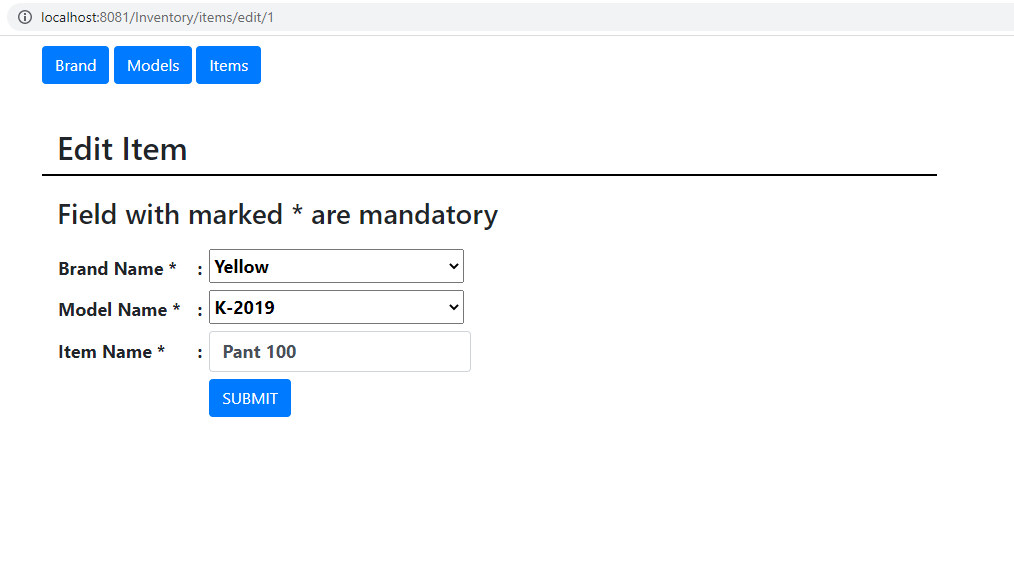 localhost:8081/Inventory/items/edit/1
Brand Models Items
Edit Item
Field with marked * are mandatory
Brand Name * : Yellow
Model Name * : K-2019
Item Name * : Pant 100
SUBMIT